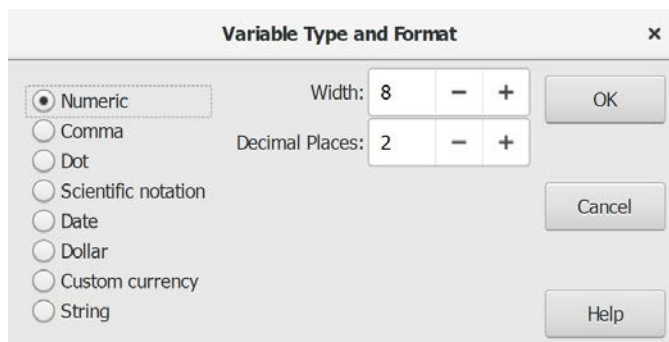 Variable Type and Format ×
Numeric
Comma
Dot
Scientific notation
Date
Dollar
Custom currency
String
Width: 8 − +
Decimal Places: 2 − +
OK
Cancel
Help